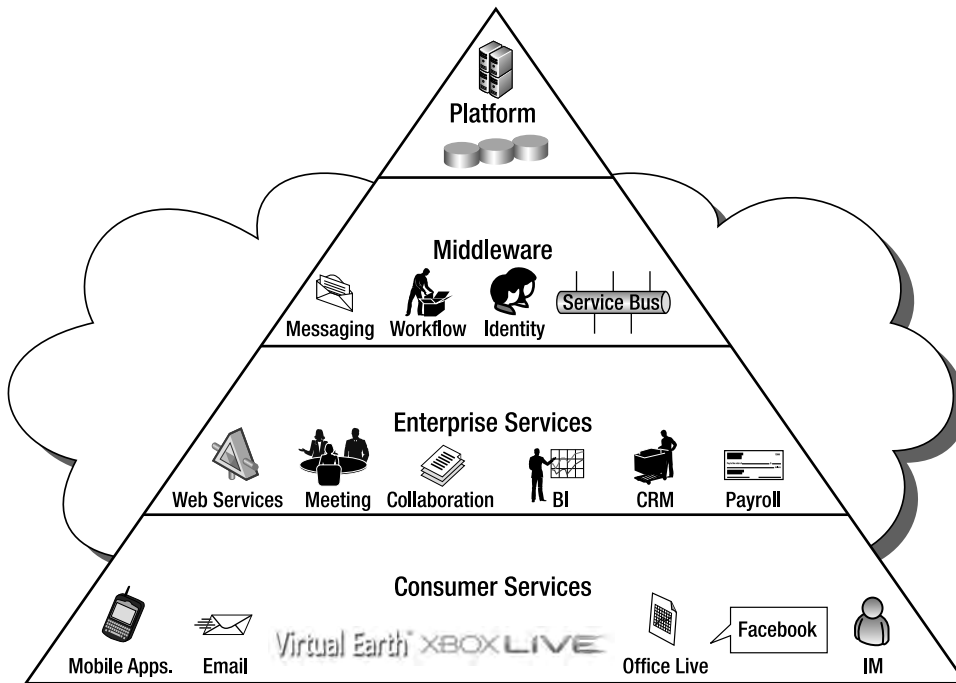 Platform
Middleware
Service Bus
Messaging Workflow Identity
Enterprise Services
Web Services Meeting Collaboration BI CRM Payroll
Consumer Services
Virtual Earth™ XBOX LIVE
Facebook
Mobile Apps. Email Office Live IM